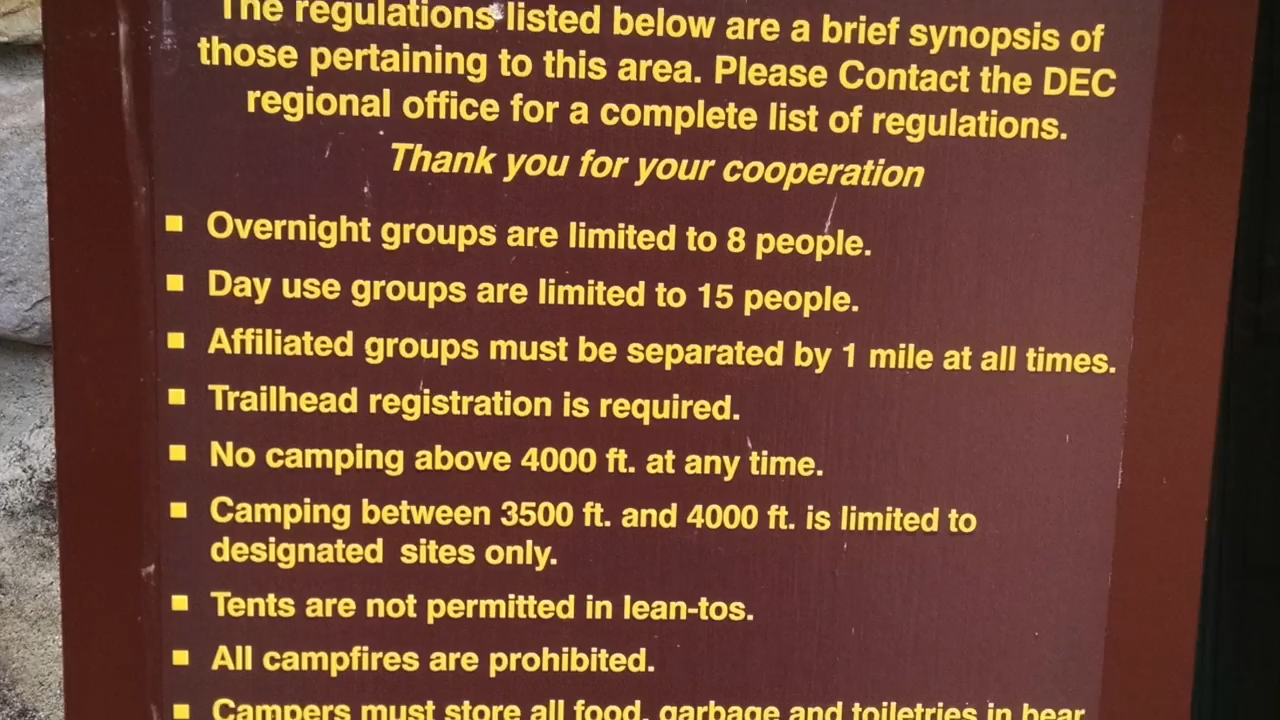 The regulations listed below are a brief synopsis of
those pertaining to this area. Please Contact the DEC
regional office for a complete list of regulations.
Thank you for your cooperation
▪ Overnight groups are limited to 8 people.
▪ Day use groups are limited to 15 people.
▪ Affiliated groups must be separated by 1 mile at all times.
▪ Trailhead registration is required.
▪ No camping above 4000 ft. at any time.
▪ Camping between 3500 ft. and 4000 ft. is limited to
designated sites only.
▪ Tents are not permitted in lean-tos.
▪ All campfires are prohibited.
▪ Campers must store all food, garbage and toiletries in bear